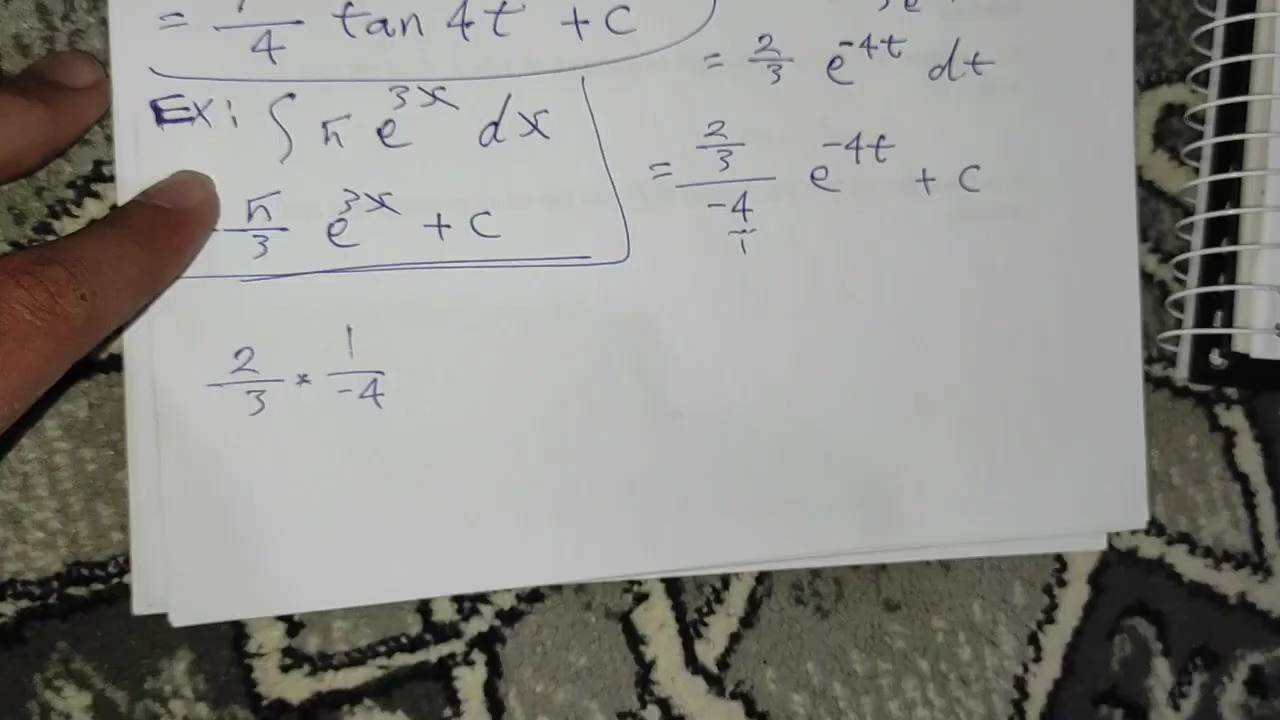 = 1/4 tan 4t + C
EX: ∫ π e^3x dx
π/3 e^3x + C
2/3 * 1/-4
= 2/3 e^-4t dt
= (2/3)/(-4/1) e^-4t + C